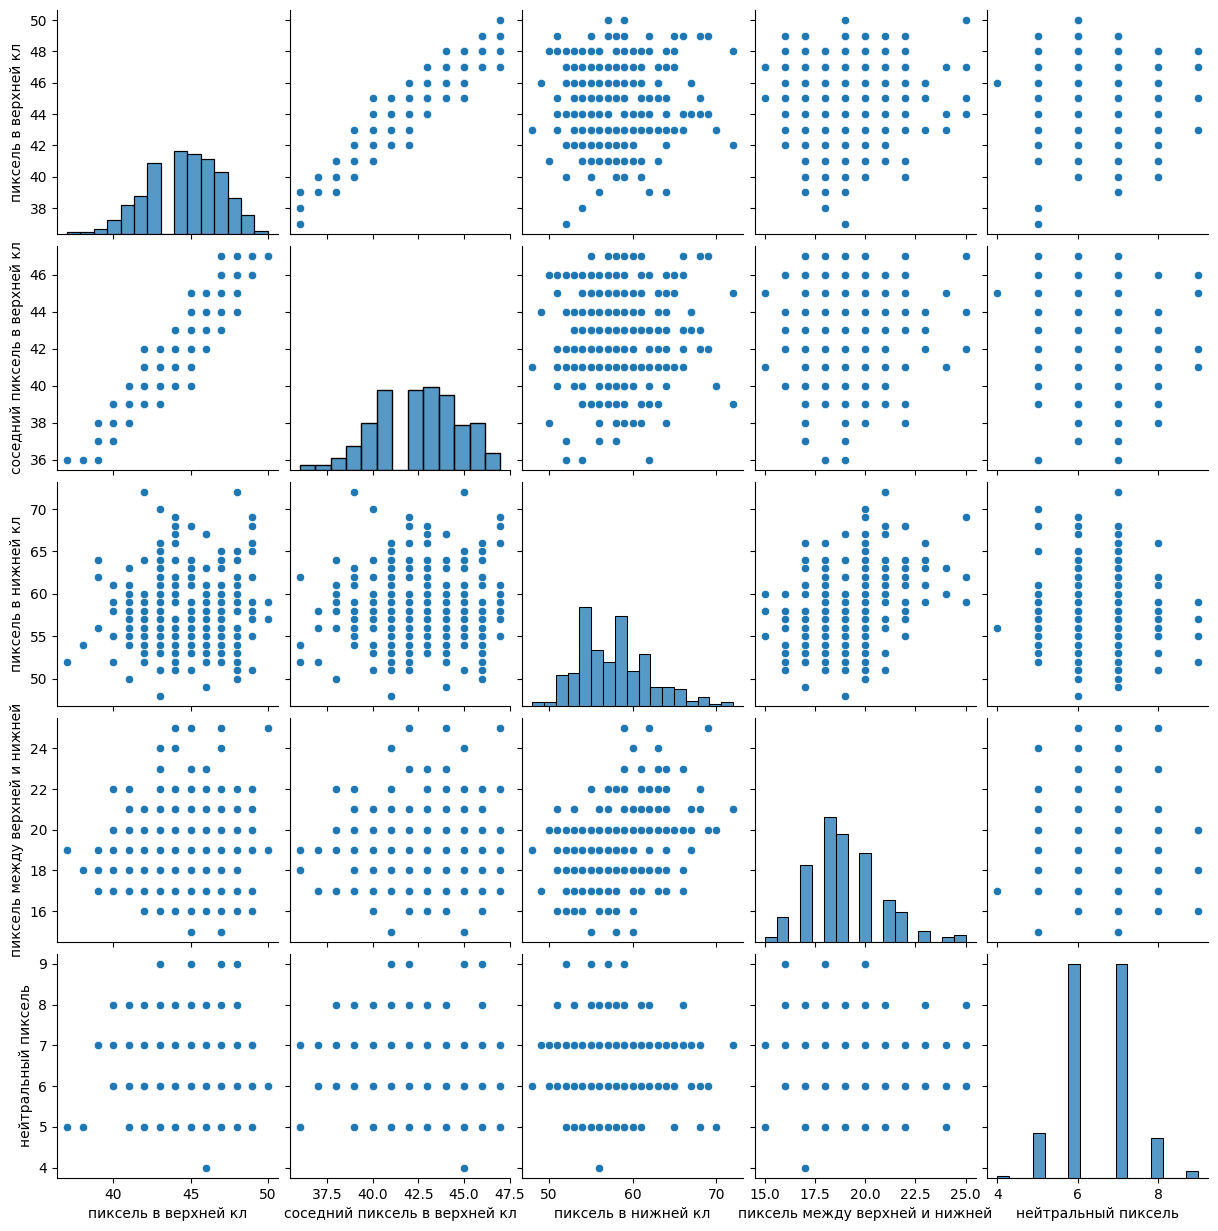 50
48
46
44
42
40
38
пиксель в верхней кл
46
44
42
40
38
36
соседний пиксель в верхней кл
70
65
60
55
50
пиксель в нижней кл
24
22
20
18
16
пиксель между верхней и нижней
9
8
7
6
5
4
нейтральный пиксель
40 45 50
37.5 40.0 42.5 45.0 47.5
50 60 70
15.0 17.5 20.0 22.5 25.0
4 6 8
пиксель в верхней кл
соседний пиксель в верхней кл
пиксель в нижней кл
пиксель между верхней и нижней
нейтральный пиксель